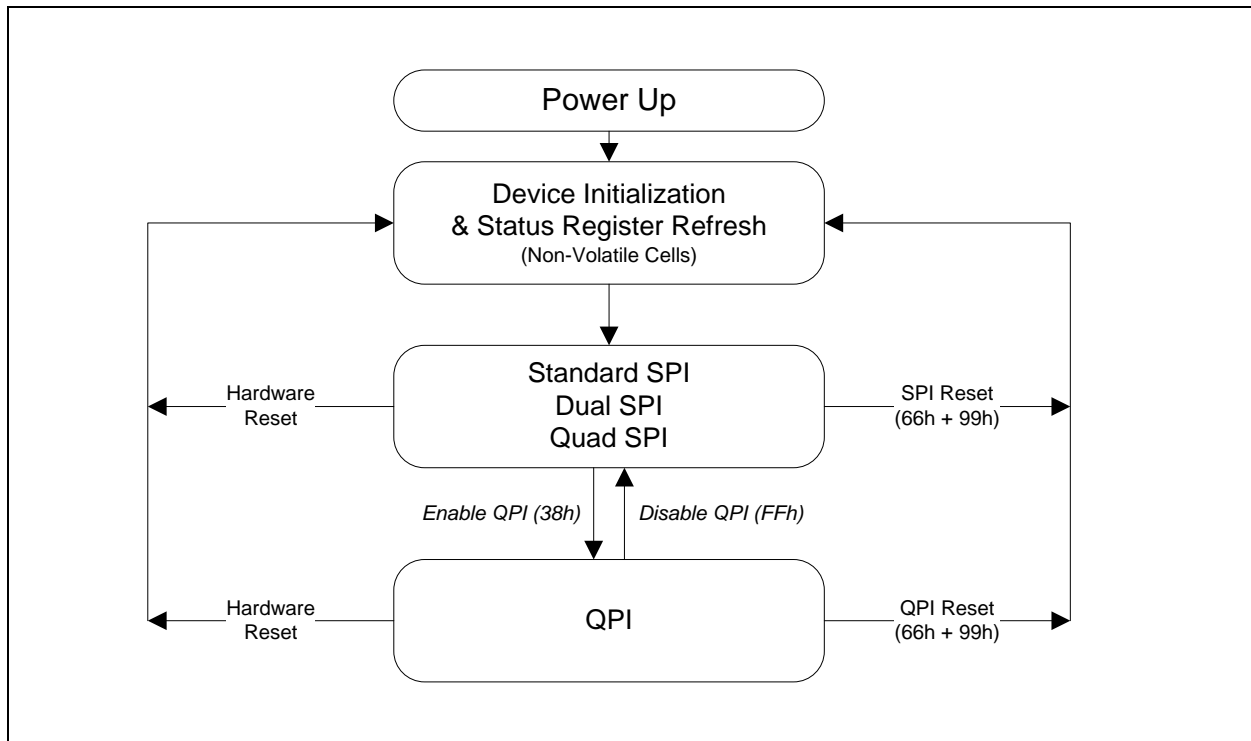 Power Up
Device Initialization
& Status Register Refresh
(Non-Volatile Cells)
Standard SPI
Dual SPI
Quad SPI
Hardware
Reset
SPI Reset
(66h + 99h)
Enable QPI (38h)
Disable QPI (FFh)
Hardware
Reset
QPI
QPI Reset
(66h + 99h)